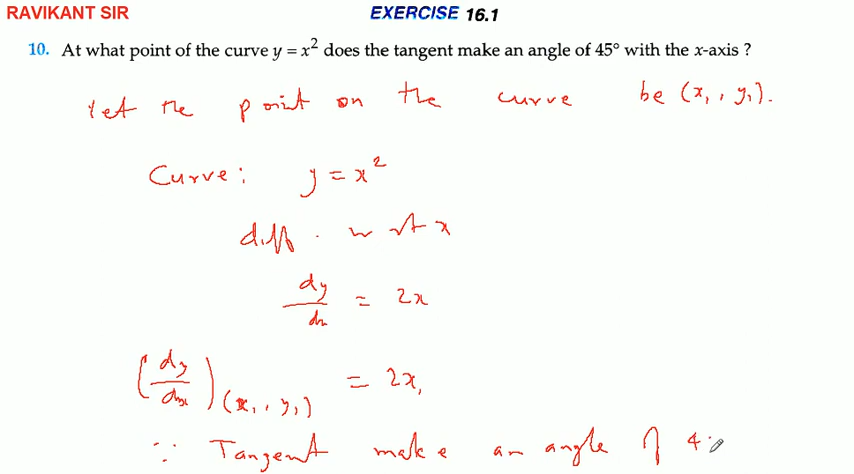 RAVIKANT SIR EXERCISE 16.1
10. At what point of the curve y = x² does the tangent make an angle of 45° with the x-axis ?
Let the point on the curve be (x₁, y₁).
Curve: y = x²
diff. w r t x
dy/dx = 2x
(dy/dx)(x₁, y₁) = 2x₁
∵ Tangent make an angle of 4